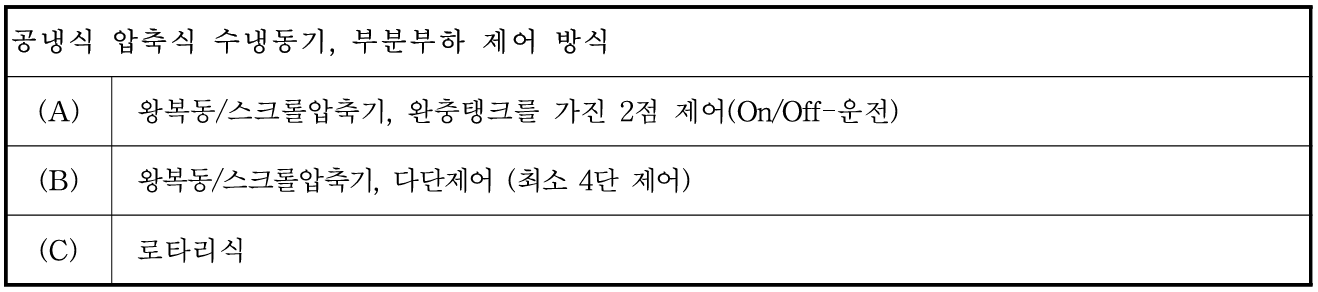 공냉식 압축식 수냉동기, 부분부하 제어 방식
(A) 왕복동/스크롤압축기, 완충탱크를 가진 2점 제어(On/Off-운전)
(B) 왕복동/스크롤압축기, 다단제어 (최소 4단 제어)
(C) 로타리식